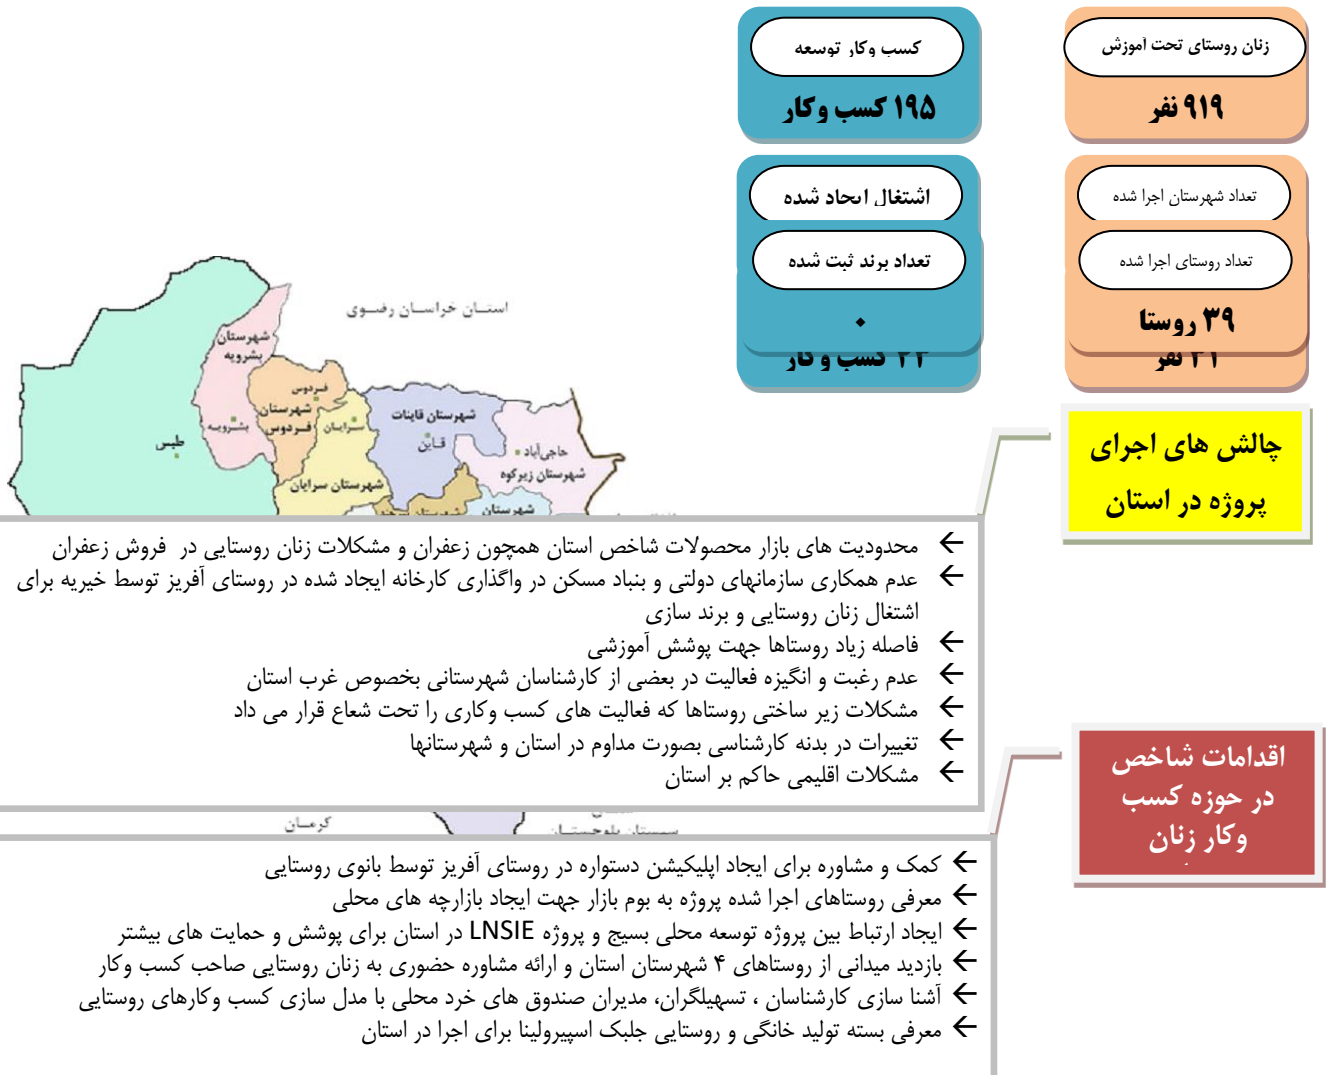 زنان روستای تحت آموزش
۹۱۹ نفر
کسب وکار توسعه
۱۹۵ کسب وکار
تعداد شهرستان اجرا شده
اشتغال ایجاد شده
تعداد روستای اجرا شده
۳۹ روستا
نفر
تعداد برند ثبت شده
۰
کسب و کار
استان خراسان رضوی
شهرستان
بشرویه
فردوس
شهرستان
فردوس
بشرویه
سرایان
شهرستان قاینات
قاین
حاجی‌آباد
شهرستان زیرکوه
طبس
شهرستان سرایان
شهرستان
چالش های اجرای
پروژه در استان
محدودیت های بازار محصولات شاخص استان همچون زعفران و مشکلات زنان روستایی در فروش زعفران
عدم همکاری سازمانهای دولتی و بنباد مسکن در واگذاری کارخانه ایجاد شده در روستای آفریز توسط خیریه برای
اشتغال زنان روستایی و برند سازی
فاصله زیاد روستاها جهت پوشش آموزشی
عدم رغبت و انگیزه فعالیت در بعضی از کارشناسان شهرستانی بخصوص غرب استان
مشکلات زیر ساختی روستاها که فعالیت های کسب وکاری را تحت شعاع قرار می داد
تغییرات در بدنه کارشناسی بصورت مداوم در استان و شهرستانها
مشکلات اقلیمی حاکم بر استان
کرمان
سیستان بلوچستان
اقدامات شاخص
در حوزه کسب
وکار زنان
کمک و مشاوره برای ایجاد اپلیکیشن دستواره در روستای آفریز توسط بانوی روستایی
معرفی روستاهای اجرا شده پروژه به بوم بازار جهت ایجاد بازارچه های محلی
ایجاد ارتباط بین پروژه توسعه محلی بسیج و پروژه LNSIE در استان برای پوشش و حمایت های بیشتر
بازدید میدانی از روستاهای ۴ شهرستان استان و ارائه مشاوره حضوری به زنان روستایی صاحب کسب وکار
آشنا سازی کارشناسان ، تسهیلگران، مدیران صندوق های خرد محلی با مدل سازی کسب وکارهای روستایی
معرفی بسته تولید خانگی و روستایی جلبک اسپیرولینا برای اجرا در استان